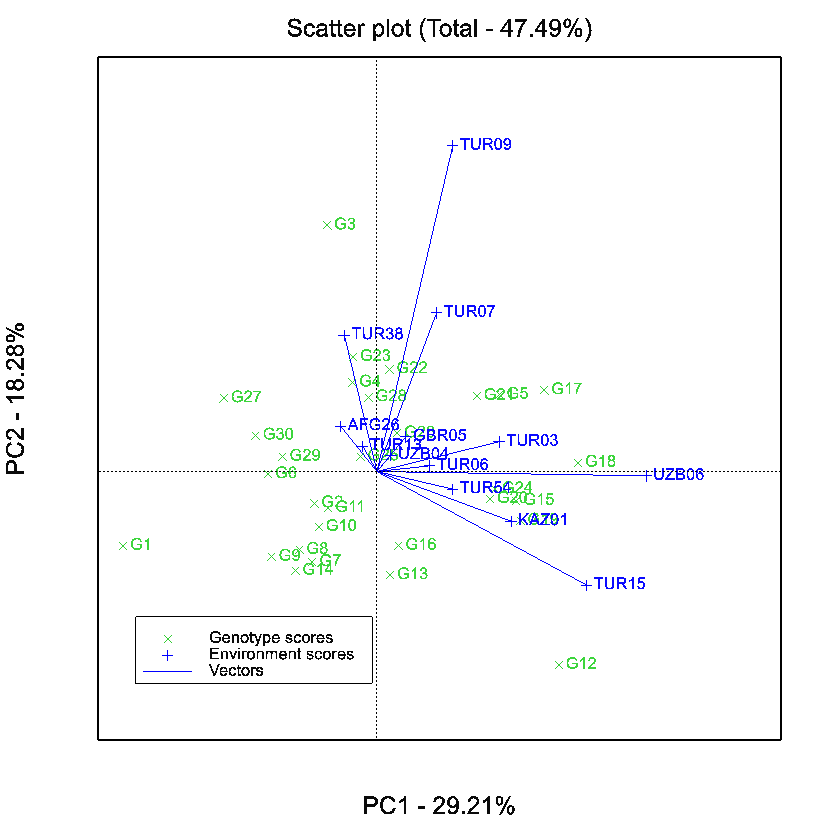 Scatter plot (Total - 47.49%)
TUR09
G3
TUR07
TUR38
G23
G22
G4
G28
G27
G21
G5
G17
AFG26
GBR05
G30
TUR13
TUR03
UZB04
G29
TUR06
G18
G6
UZB06
TUR54
G24
G20
G15
G2
G11
KAZ01
G10
G1
G8
G16
G9
G7
G14
G13
TUR15
G12
Genotype scores
Environment scores
Vectors
PC2 - 18.28%
PC1 - 29.21%